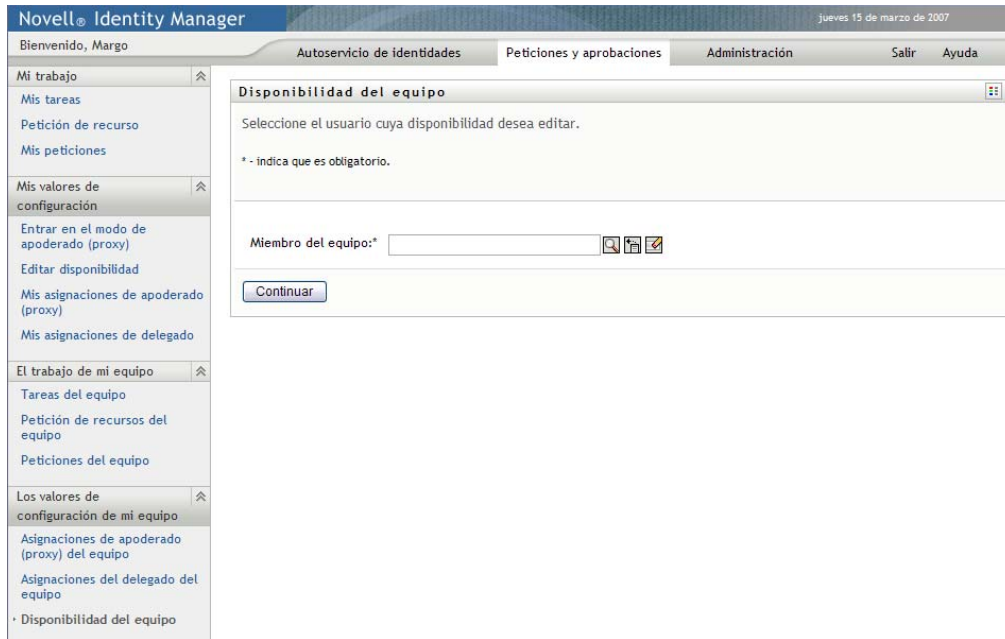 Novell® Identity Manager
jueves 15 de marzo de 2007
Bienvenido, Margo
Autoservicio de identidades
Peticiones y aprobaciones
Administración
Salir
Ayuda
Mi trabajo
Mis tareas
Petición de recurso
Mis peticiones
Mis valores de
configuración
Entrar en el modo de
apoderado (proxy)
Editar disponibilidad
Mis asignaciones de apoderado
(proxy)
Mis asignaciones de delegado
El trabajo de mi equipo
Tareas del equipo
Petición de recursos del
equipo
Peticiones del equipo
Los valores de
configuración de mi equipo
Asignaciones de apoderado
(proxy) del equipo
Asignaciones del delegado del
equipo
Disponibilidad del equipo
Disponibilidad del equipo
Seleccione el usuario cuya disponibilidad desea editar.
* - indica que es obligatorio.
Miembro del equipo:*
Continuar